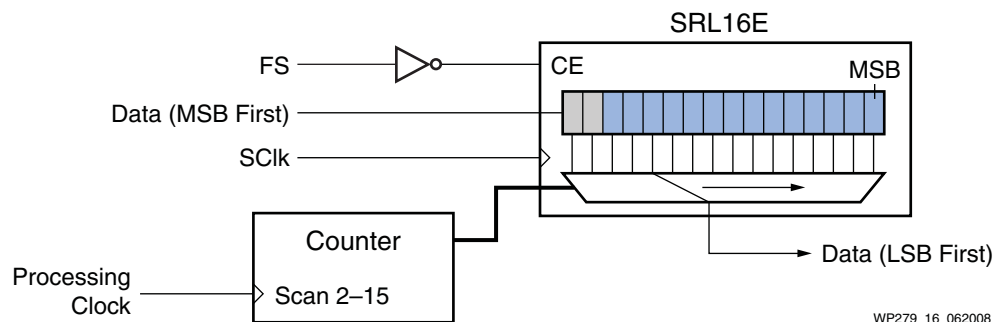 SRL16E
FS
CE
MSB
Data (MSB First)
SClk
Counter
Data (LSB First)
Processing
Clock
Scan 2–15
WP279_16_062008